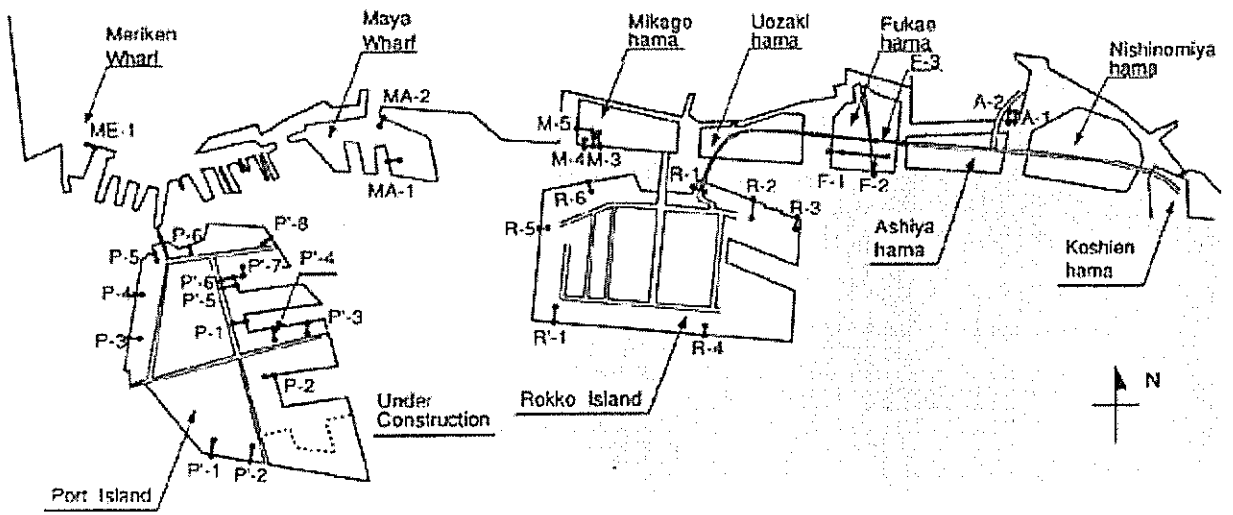 Meriken
Wharf
Maya
Wharf
Mikage
hama
Uozaki
hama
Fukae
hama
F-3
Nishinomiya
hama
ME-1
MA-2
MA-1
M-5
M-4
M-3
A-2
A-1
R-1
R-2
R-3
R-6
R-5
F-1
F-2
Ashiya
hama
Koshien
hama
P-6
P'-8
P-5
P'-4
P'-7
P'-6
P'-5
P-4
P-1
P'-3
P-3
P-2
R'-1
R-4
Rokko Island
Under
Construction
N
P'-1
P'-2
Port Island